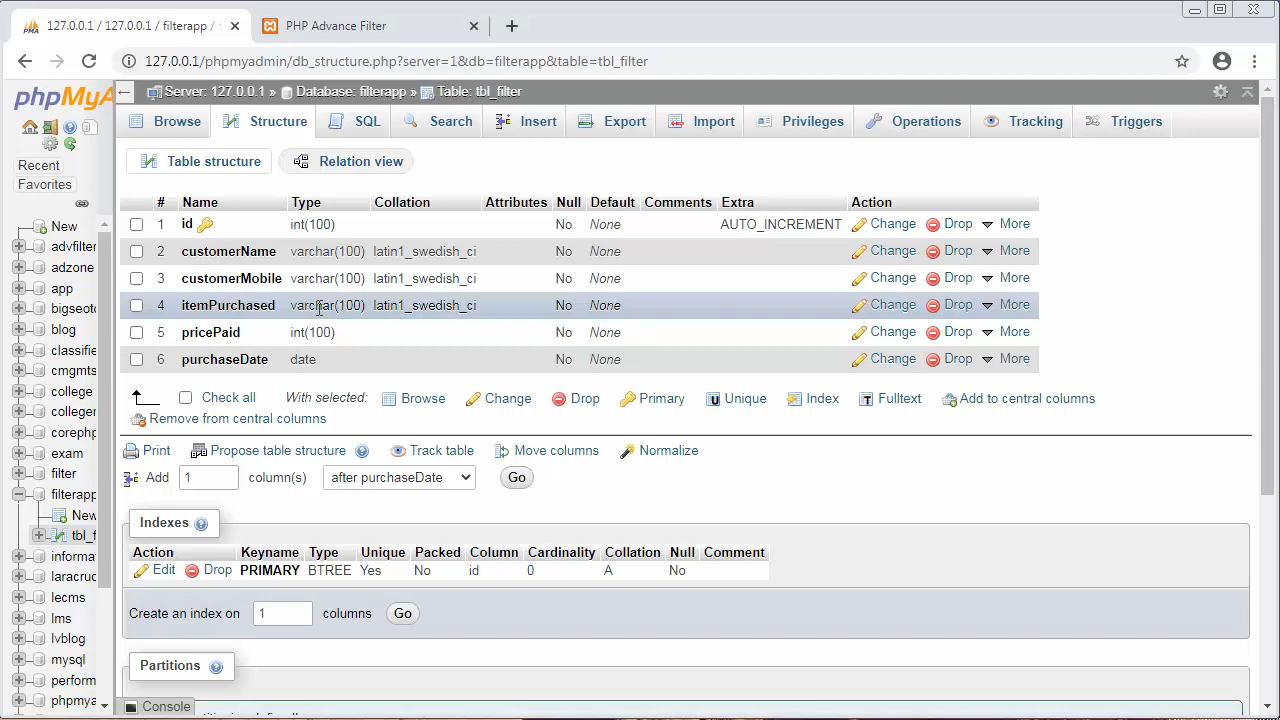 127.0.0.1 / 127.0.0.1 / filterapp / t
PHP Advance Filter
127.0.0.1/phpmyadmin/db_structure.php?server=1&db=filterapp&table=tbl_filter
phpMyA
Server: 127.0.0.1 » Database: filterapp » Table: tbl_filter
Browse Structure SQL Search Insert Export Import Privileges Operations Tracking Triggers
Recent
Favorites
New
advfilter
adzone
app
bigseoto
blog
classifie
cmgmts
college
colleger
coreph
exam
filter
filterapp
New
tbl_f
informat
laracruc
lecms
lms
lvblog
mysql
perform
phpmya
Table structure Relation view
# Name Type Collation Attributes Null Default Comments Extra Action
1 id int(100) No None AUTO_INCREMENT Change Drop More
2 customerName varchar(100) latin1_swedish_ci No None Change Drop More
3 customerMobile varchar(100) latin1_swedish_ci No None Change Drop More
4 itemPurchased varchar(100) latin1_swedish_ci No None Change Drop More
5 pricePaid int(100) No None Change Drop More
6 purchaseDate date No None Change Drop More
Check all With selected: Browse Change Drop Primary Unique Index Fulltext Add to central columns
Remove from central columns
Print Propose table structure Track table Move columns Normalize
Add 1 column(s) after purchaseDate Go
Indexes
Action Keyname Type Unique Packed Column Cardinality Collation Null Comment
Edit Drop PRIMARY BTREE Yes No id 0 A No
Create an index on 1 columns Go
Partitions
Console